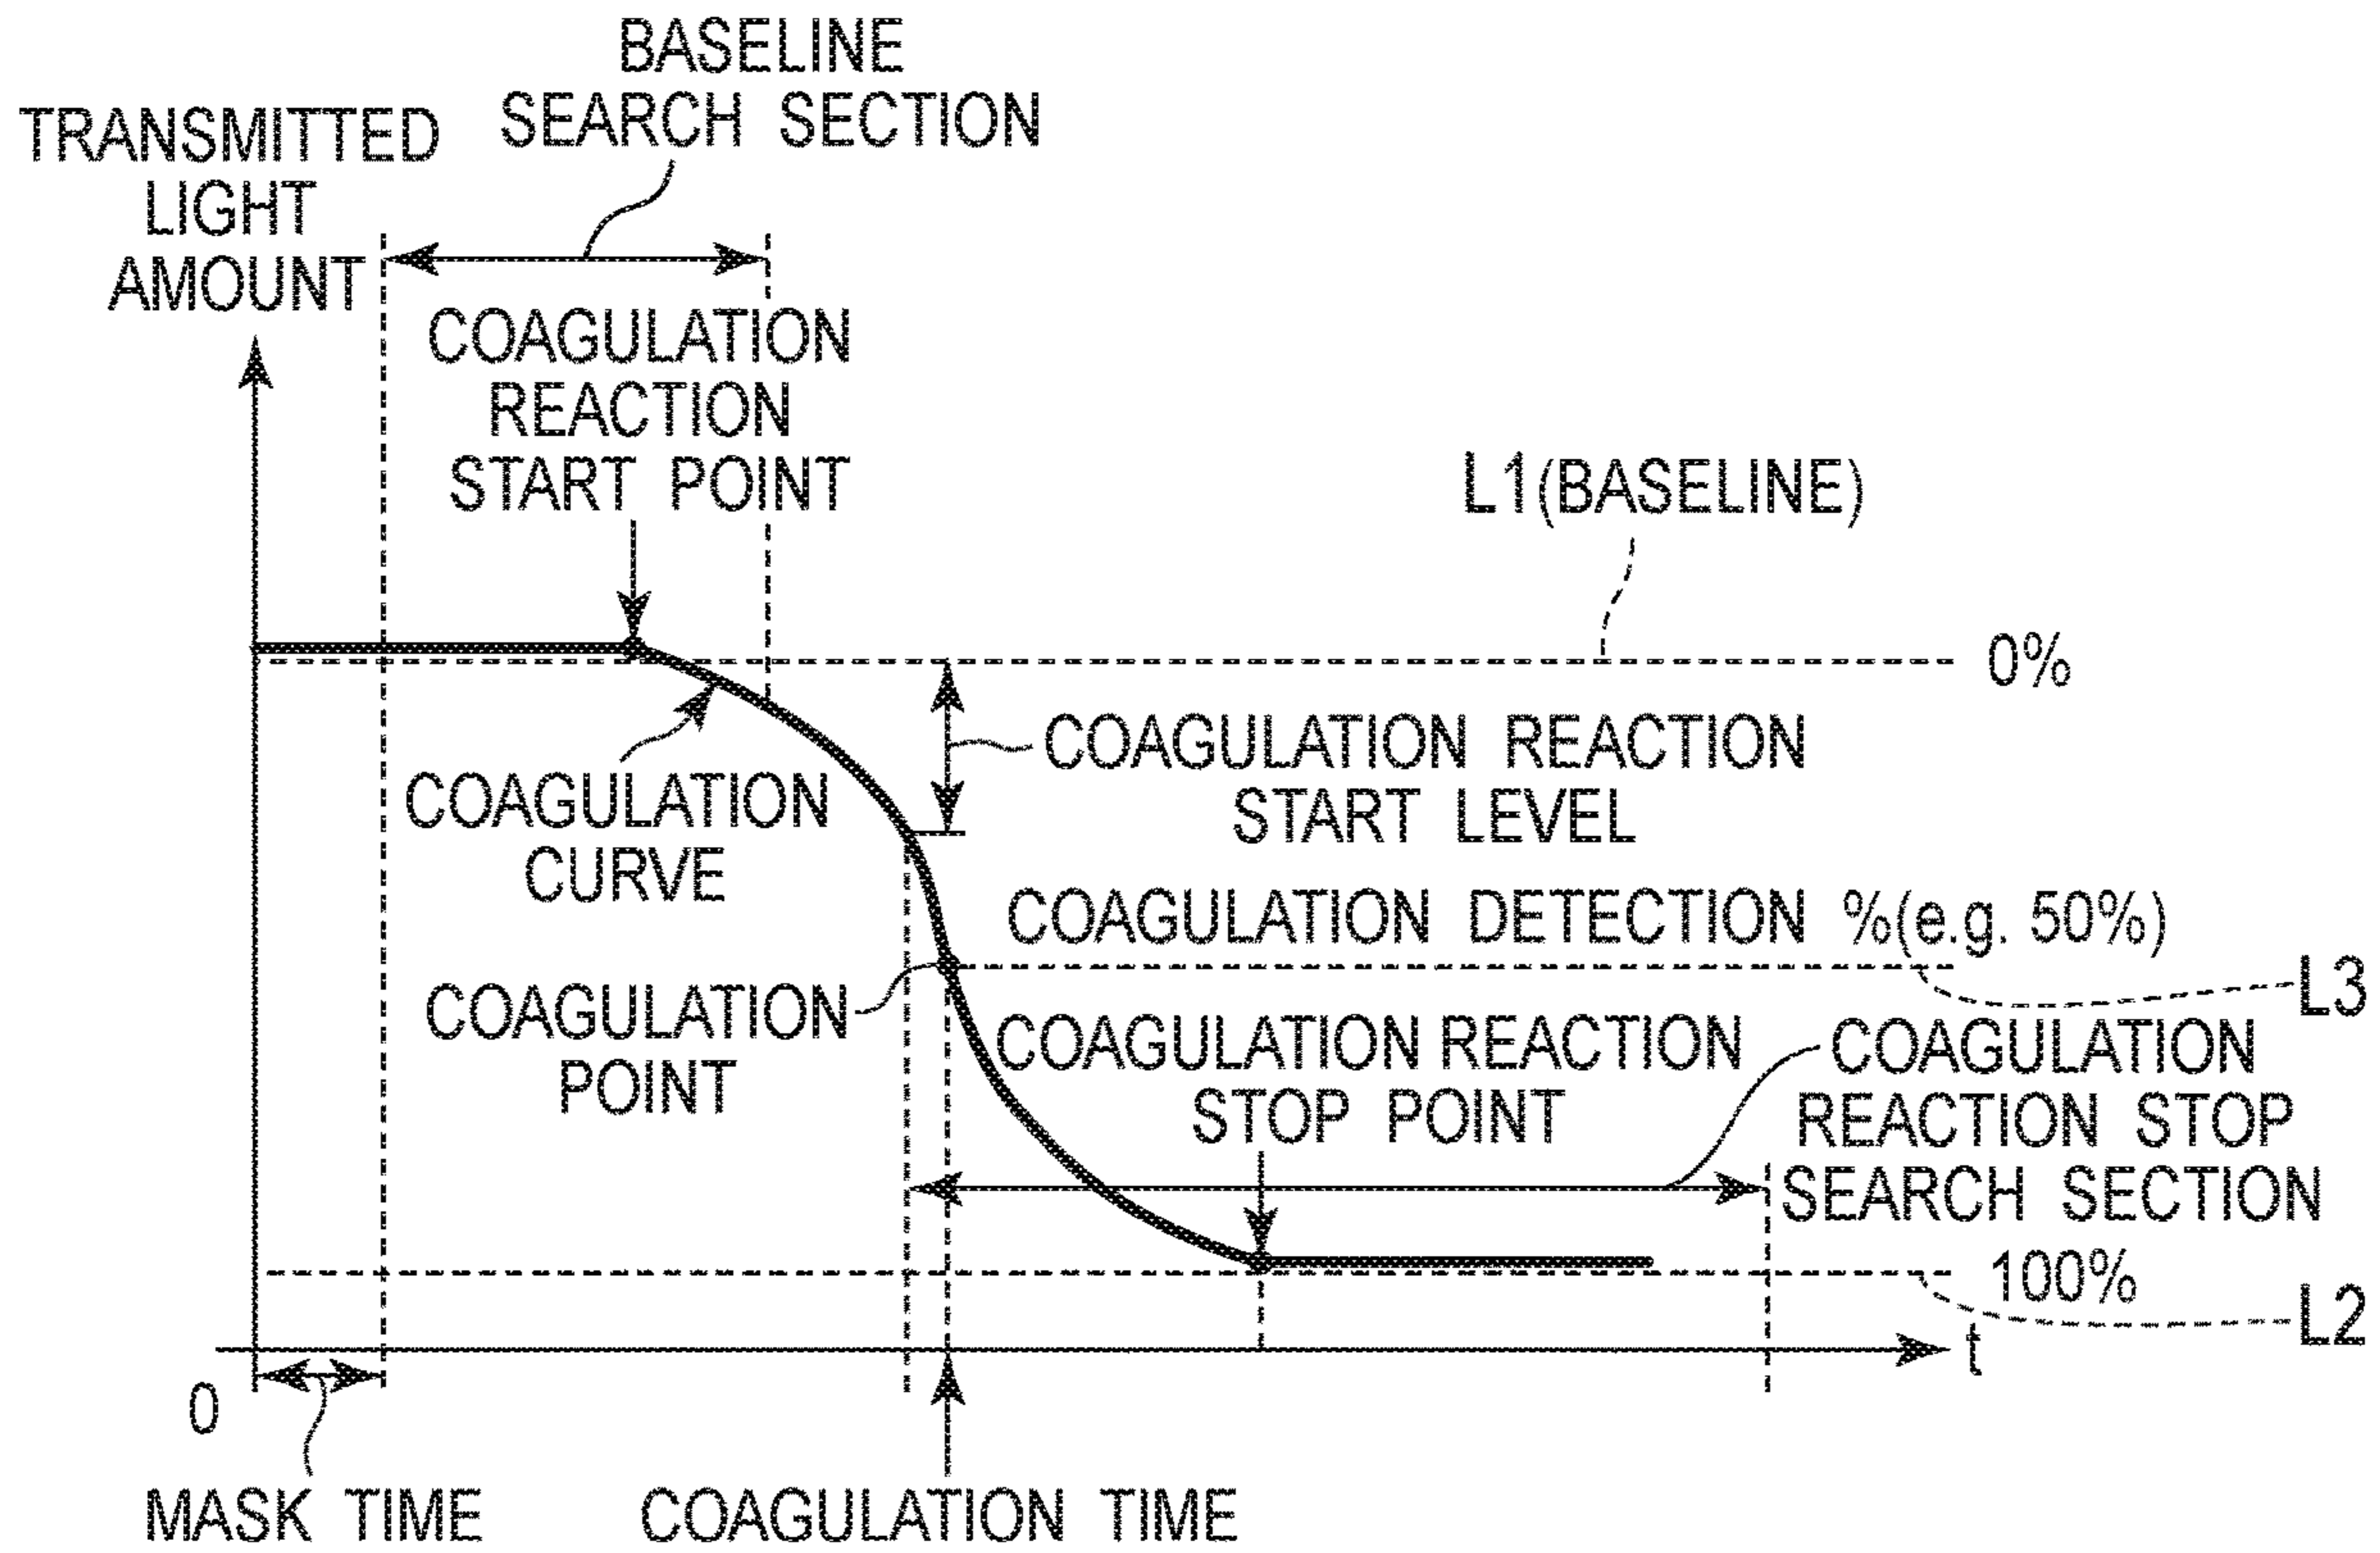 BASELINE
SEARCH SECTION
TRANSMITTED
LIGHT
AMOUNT
COAGULATION
REACTION
START POINT
L1(BASELINE)
0%
COAGULATION REACTION
START LEVEL
COAGULATION
CURVE
COAGULATION DETECTION %(e.g. 50%)
L3
COAGULATION
POINT
COAGULATION REACTION
STOP POINT
COAGULATION
REACTION STOP
SEARCH SECTION
100%
L2
t
0
MASK TIME
COAGULATION TIME